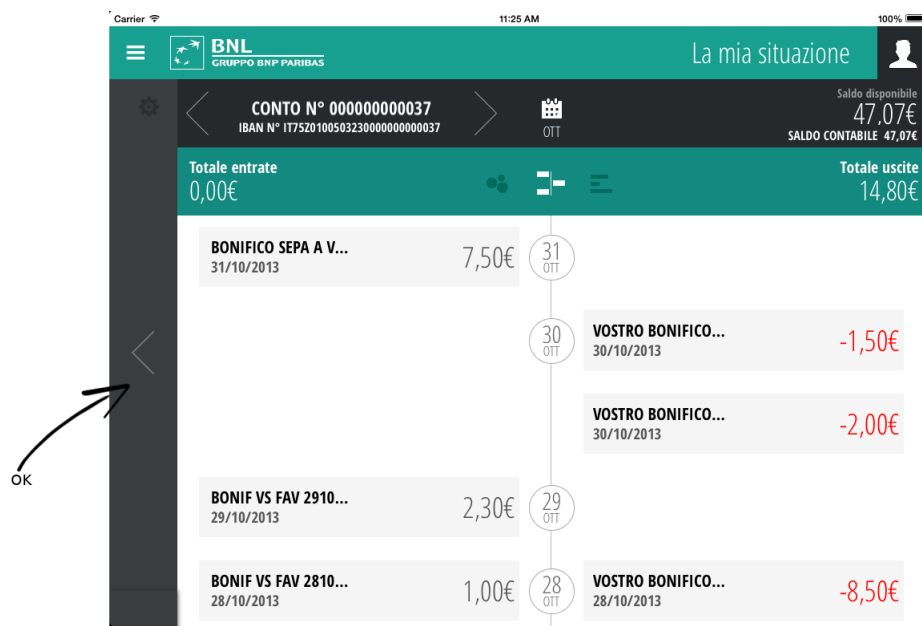 Carrier 11:25 AM 100%
BNL
GRUPPO BNP PARIBAS
La mia situazione
CONTO N° 000000000037
IBAN N° IT75Z0100503230000000000037
OTT
Saldo disponibile
47,07€
SALDO CONTABILE 47,07€
Totale entrate
0,00€
Totale uscite
14,80€
BONIFICO SEPA A V...
31/10/2013
7,50€
31
OTT
30
OTT
VOSTRO BONIFICO...
30/10/2013
-1,50€
VOSTRO BONIFICO...
30/10/2013
-2,00€
OK
BONIF VS FAV 2910...
29/10/2013
2,30€
29
OTT
BONIF VS FAV 2810...
28/10/2013
1,00€
28
OTT
VOSTRO BONIFICO...
28/10/2013
-8,50€